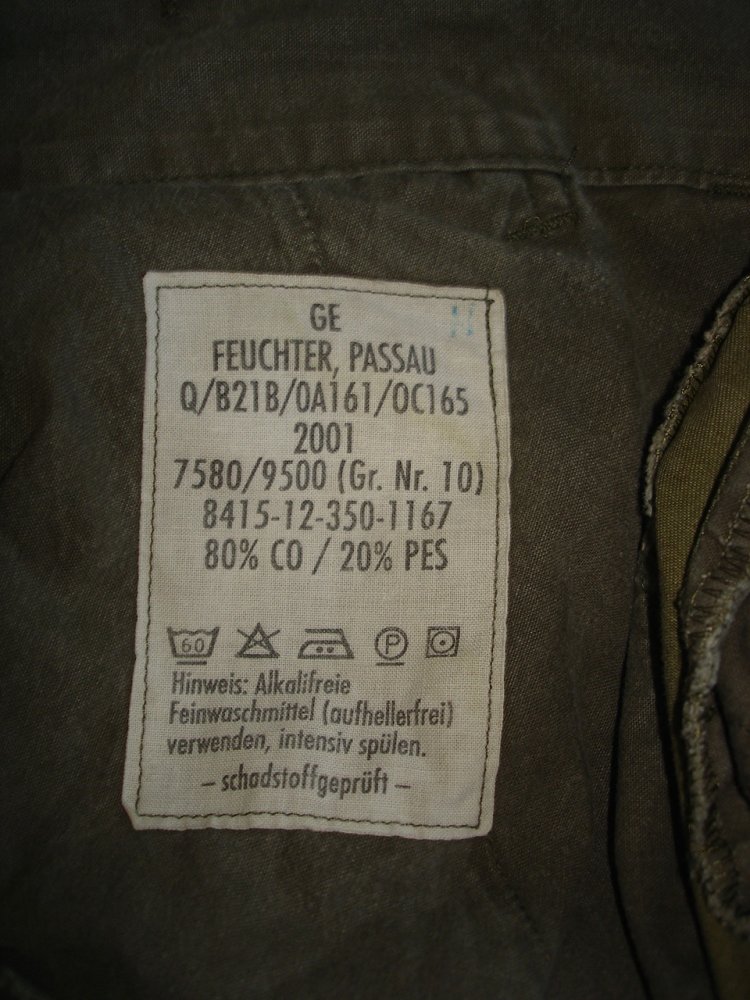 GE
FEUCHTER, PASSAU
Q/B21B/0A161/0C165
2001
7580/9500 (Gr. Nr. 10)
8415-12-350-1167
80% CO / 20% PES
60 P
Hinweis: Alkalifreie
Feinwaschmittel (aufhellerfrei)
verwenden, intensiv spülen.
– schadstoffgeprüft –